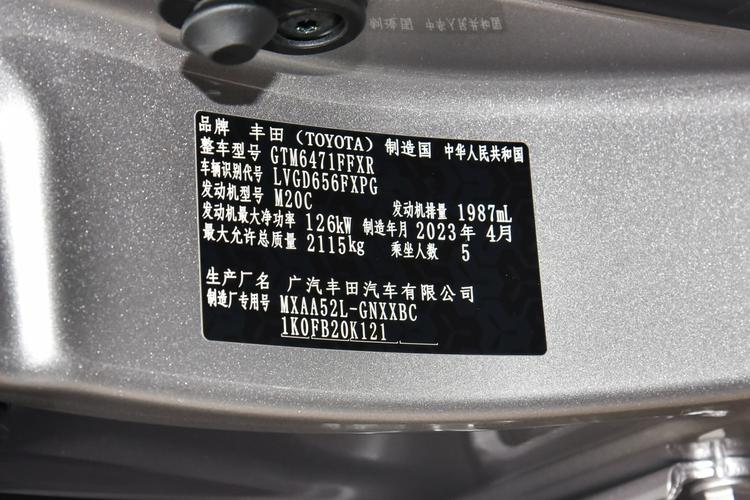 品牌 丰田(TOYOTA) 制造国 中华人民共和国
整车型号 GTM6471FFXR
车辆识别代号 LVGD656FXPG
发动机型号 M20C 发动机排量 1987mL
发动机最大净功率 126kW 制造年月 2023年 4月
最大允许总质量 2115kg 乘坐人数 5
生产厂名 广汽丰田汽车有限公司
制造厂专用号 MXAA52L-GNXXBC
1K0FB20K121